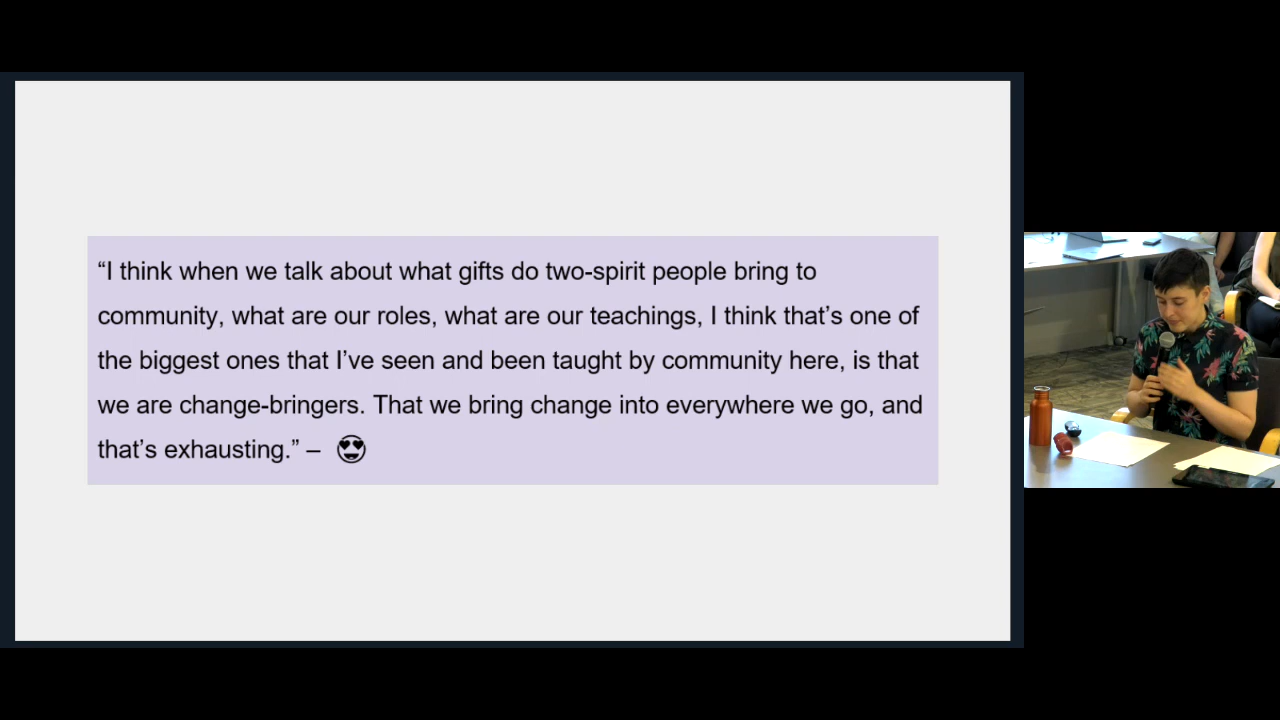 “I think when we talk about what gifts do two-spirit people bring to
community, what are our roles, what are our teachings, I think that’s one of
the biggest ones that I’ve seen and been taught by community here, is that
we are change-bringers. That we bring change into everywhere we go, and
that’s exhausting.” – 😍